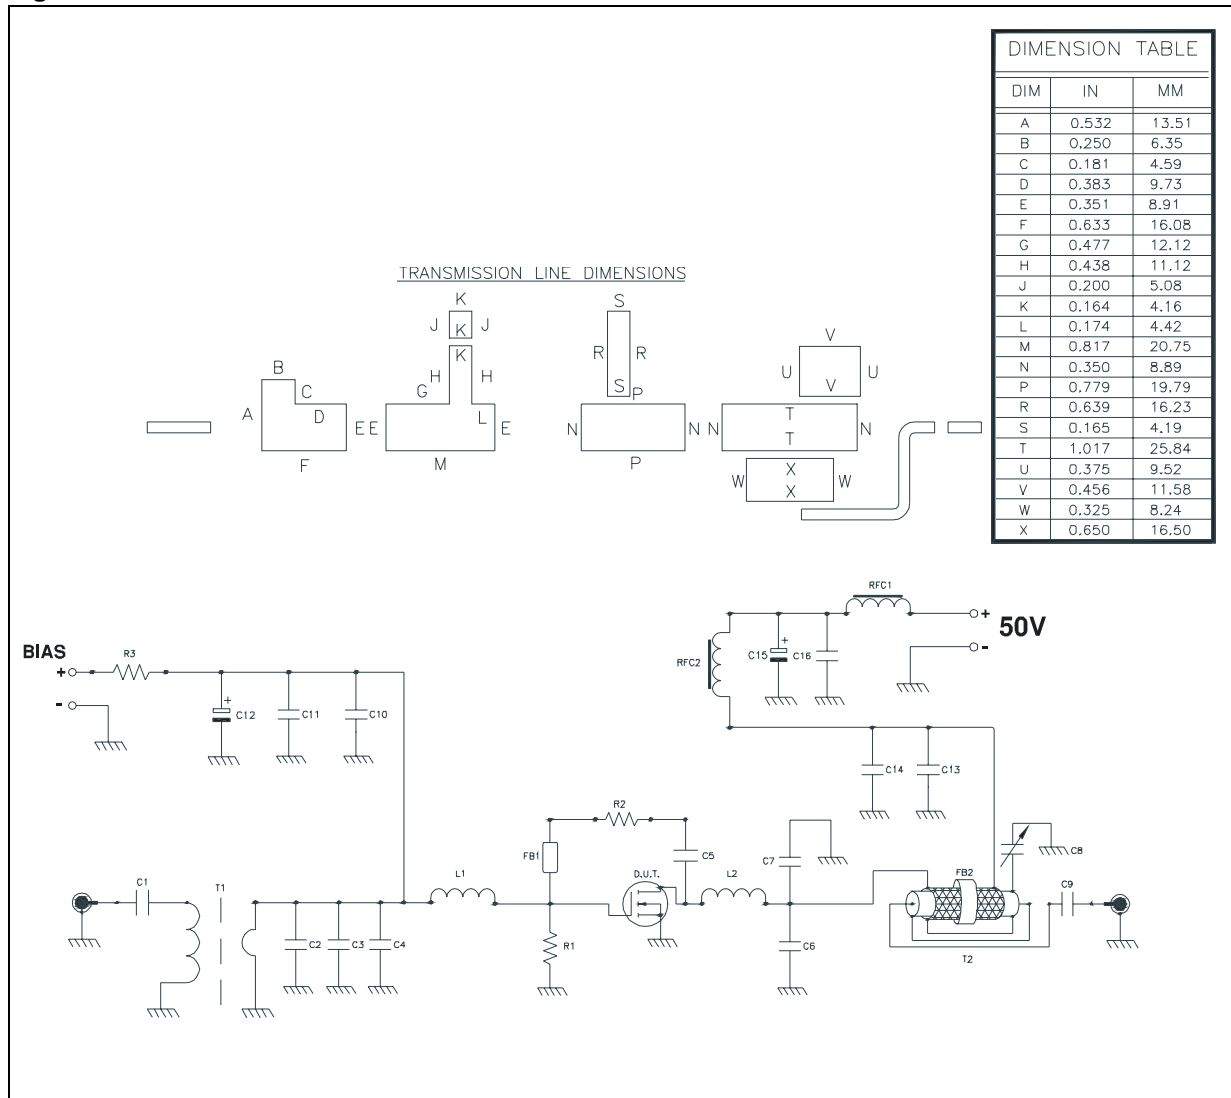 DIMENSION TABLE
DIM IN MM
A 0.532 13.51
B 0.250 6.35
C 0.181 4.59
D 0.383 9.73
E 0.351 8.91
F 0.633 16.08
G 0.477 12.12
H 0.438 11.12
J 0.200 5.08
K 0.164 4.16
L 0.174 4.42
M 0.817 20.75
N 0.350 8.89
P 0.779 19.79
R 0.639 16.23
S 0.165 4.19
T 1.017 25.84
U 0.375 9.52
V 0.456 11.58
W 0.325 8.24
X 0.650 16.50
TRANSMISSION LINE DIMENSIONS
K S
J K J
K
V
R R
B
H H
U U
C G
S P
V
A D
L
T
E E E
N N N
T
N
F M P
X
W W
X
RFC1
+
50V
-
BIAS
+
R3
-
+
C12
C11
C10
RFC2
+
C15
C16
C14
C13
R2
FB1
C5
C7
C8
C1
T1
L1
D.U.T.
L2
FB2
C9
C2
C3
C4
R1
C6
T2